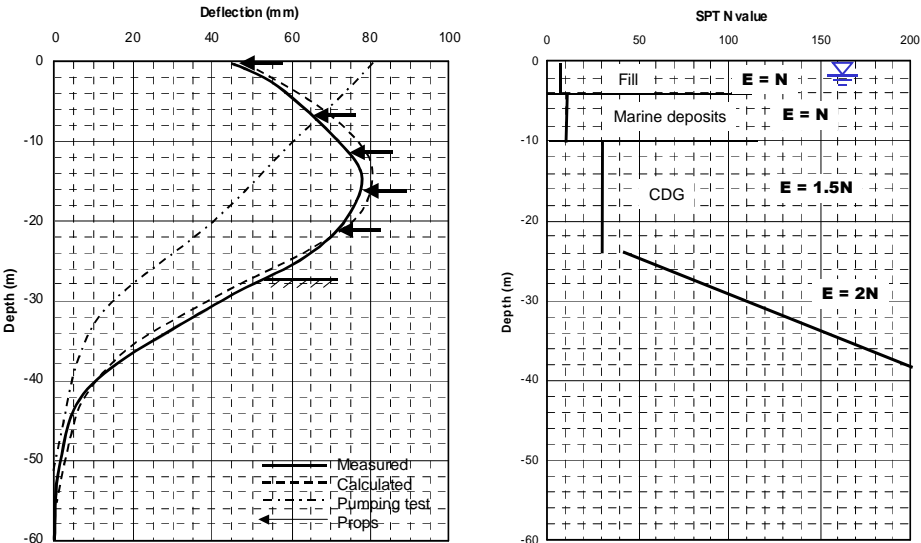 Deflection (mm)
0 20 40 60 80 100
0
-10
-20
-30
-40
-50
-60
Depth (m)
Measured
Calculated
Pumping test
Props
SPT N value
0 50 100 150 200
0
-10
-20
-30
-40
-50
-60
Depth (m)
Fill
E = N
Marine deposits
E = N
CDG
E = 1.5N
E = 2N